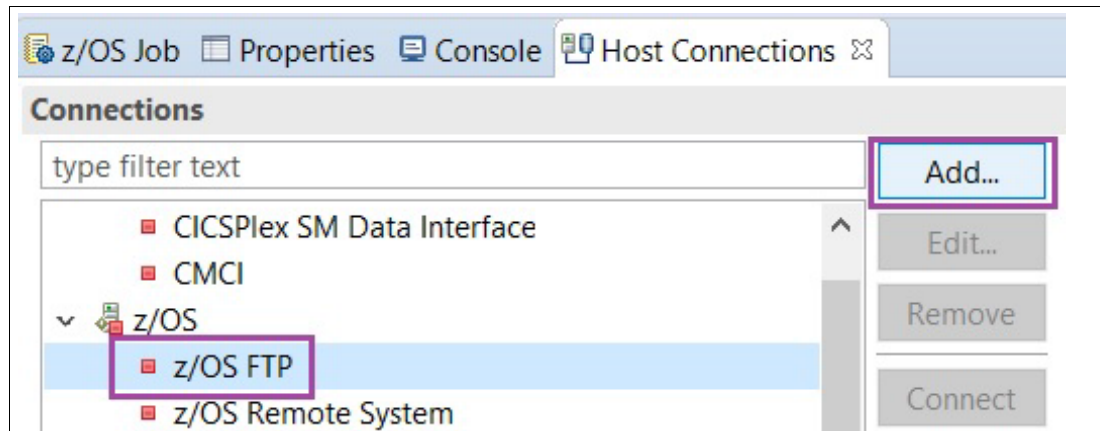 z/OS Job Properties Console Host Connections
Connections
type filter text
Add...
CICSPlex SM Data Interface
Edit...
CMCI
z/OS
Remove
z/OS FTP
z/OS Remote System
Connect